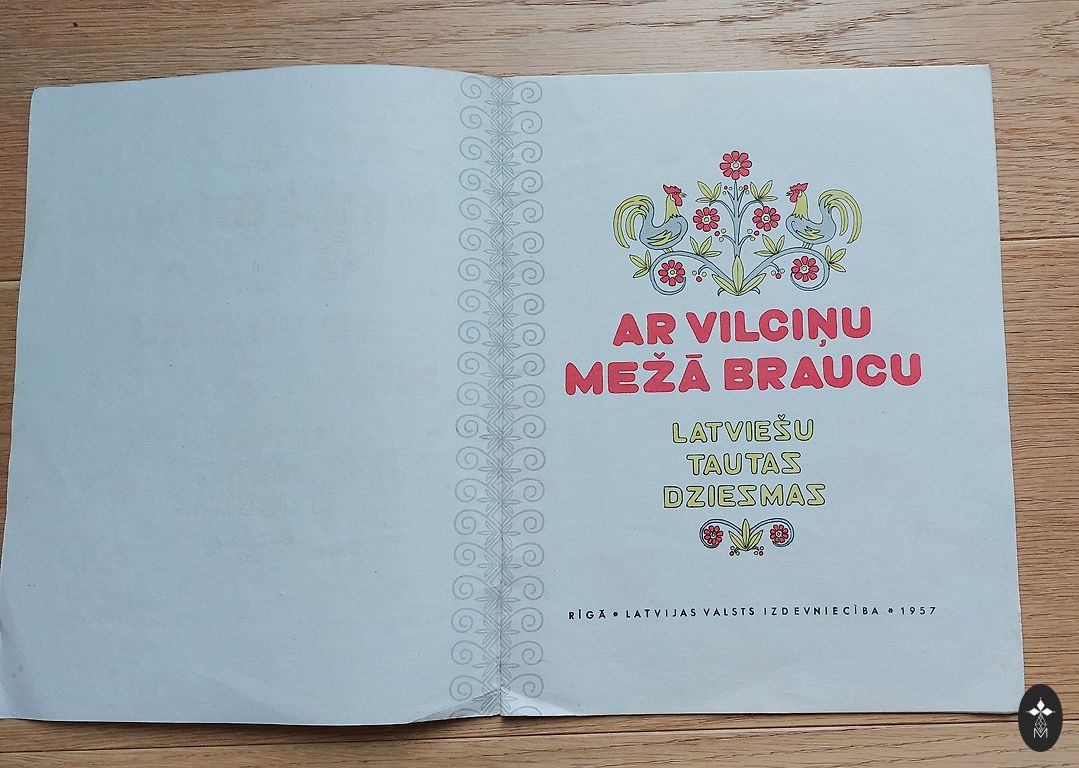 AR VILCIŅU
MEŽĀ BRAUCU
LATVIEŠU
TAUTAS
DZIESMAS
RĪGĀ • LATVIJAS VALSTS IZDEVNIECĪBA • 1957
M